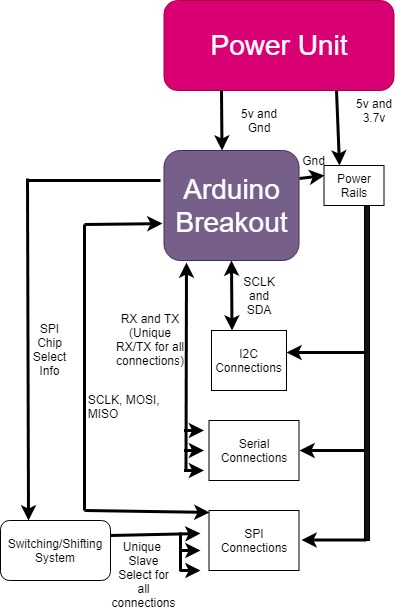 Power Unit
5v and
Gnd
5v and
3.7v
Arduino
Breakout
Gnd
Power
Rails
SCLK
and
SDA
RX and TX
(Unique
RX/TX for all
connections)
SPI
Chip
Select
Info
I2C
Connections
SCLK, MOSI,
MISO
Serial
Connections
SPI
Connections
Switching/Shifting
System
Unique
Slave
Select for
all
connections